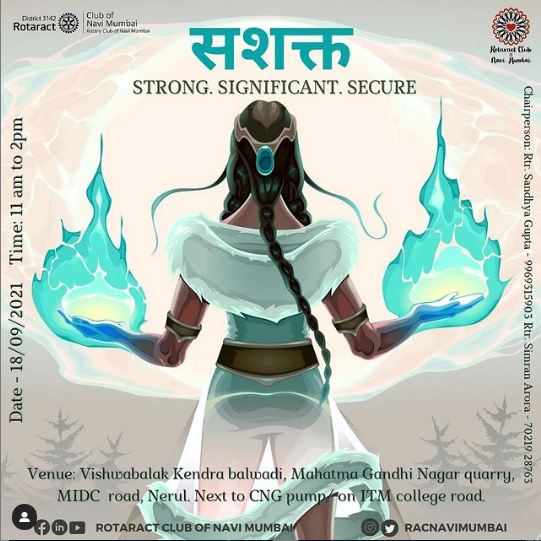 District 3142
Rotaract
Club of
Navi Mumbai
Rotary Club of Navi Mumbai
Rotaract Club
Navi Mumbai
सशक्त
STRONG. SIGNIFICANT. SECURE
Date - 18/09/2021 Time: 11 am to 2pm
Chairperson: Rtr. Sandhya Gupta - 9969315903 Rtr. Simran Arora - 70219 28763
Venue: Vishwabalak Kendra balwadi, Mahatma Gandhi Nagar quarry,
MIDC road, Nerul. Next to CNG pump/ on ITM college road.
ROTARACT CLUB OF NAVI MUMBAI
RACNAVIMUMBAI